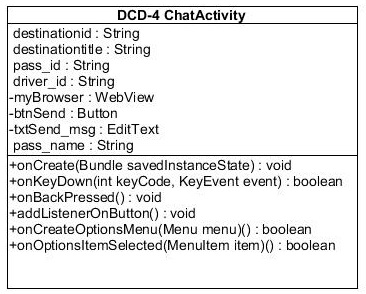 DCD-4 ChatActivity
destinationid : String
destinationtitle : String
pass_id : String
driver_id : String
-myBrowser : WebView
-btnSend : Button
-txtSend_msg : EditText
pass_name : String
+onCreate(Bundle savedInstanceState) : void
+onKeyDown(int keyCode, KeyEvent event) : boolean
+onBackPressed() : void
+addListenerOnButton() : void
+onCreateOptionsMenu(Menu menu)() : boolean
+onOptionsItemSelected(MenuItem item)() : boolean